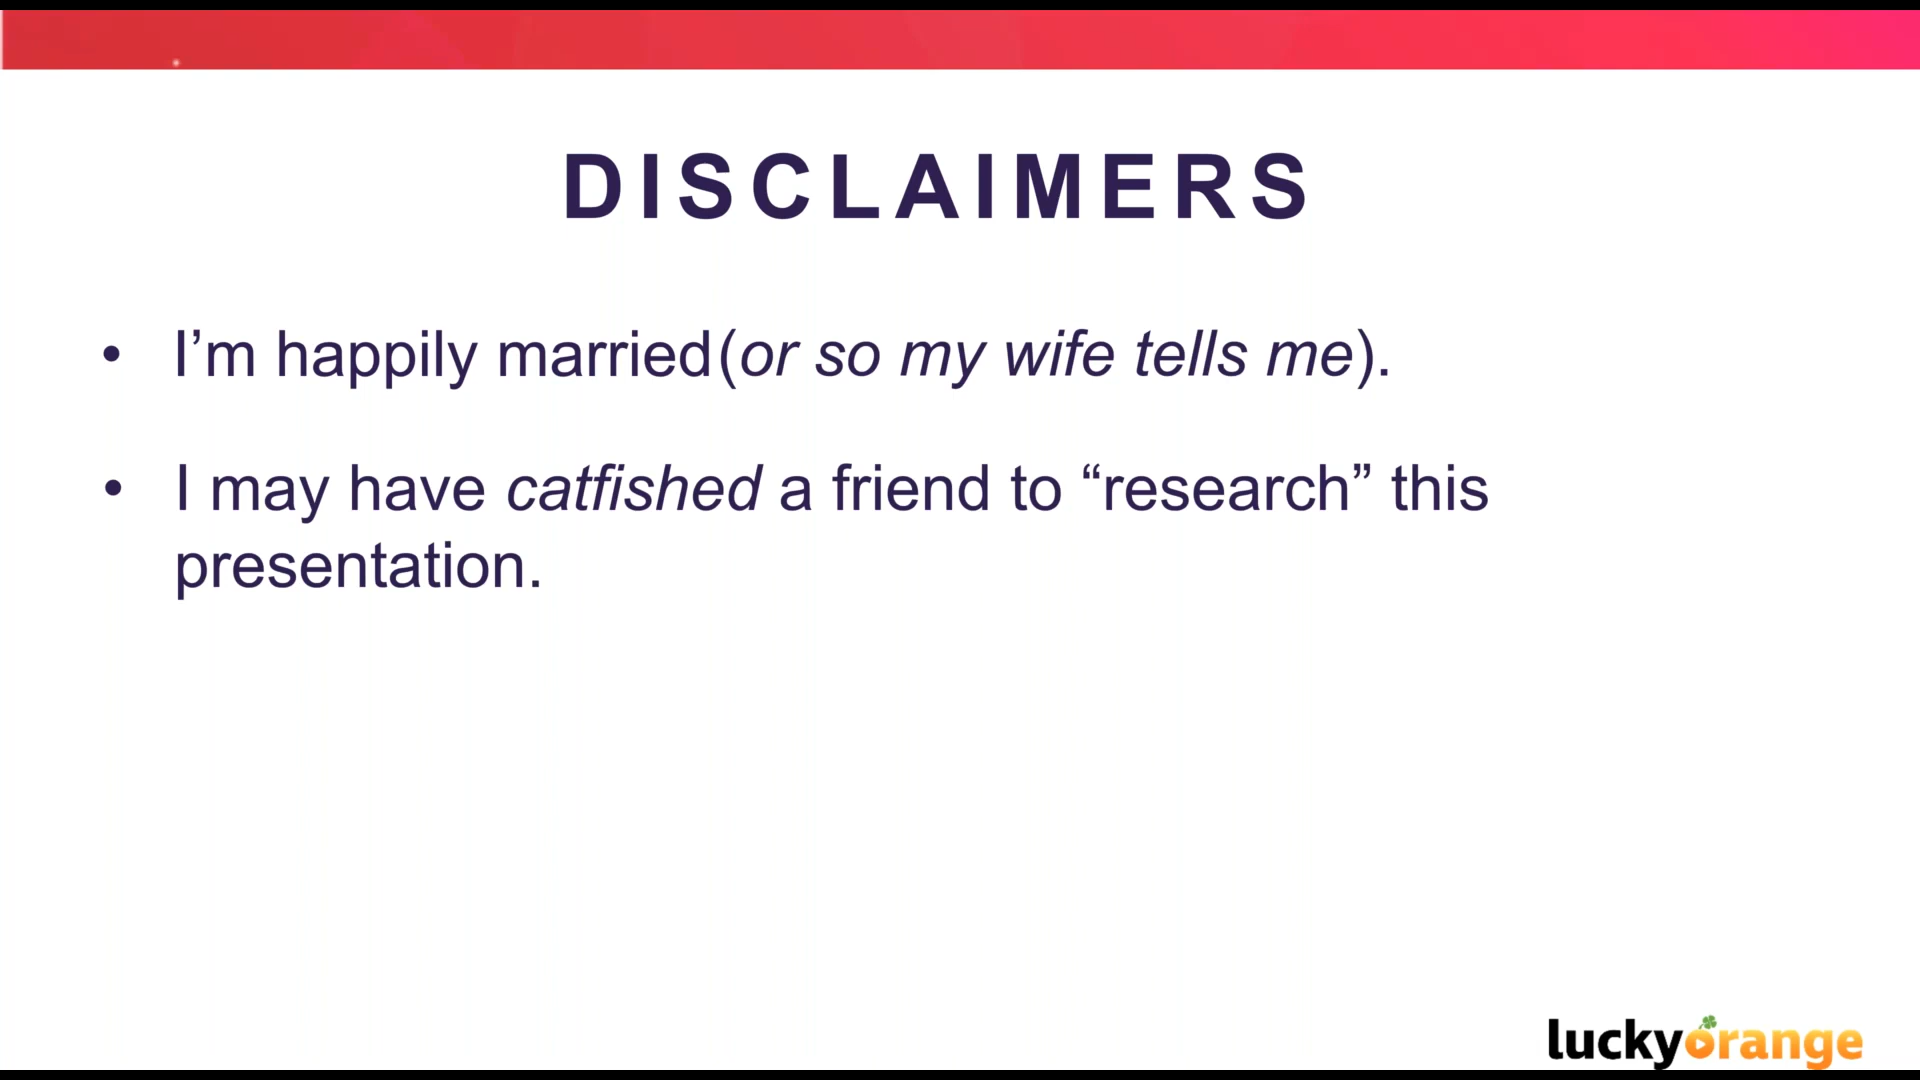 DISCLAIMERS
• I’m happily married(or so my wife tells me).
• I may have catfished a friend to “research” this
presentation.
luckyorange